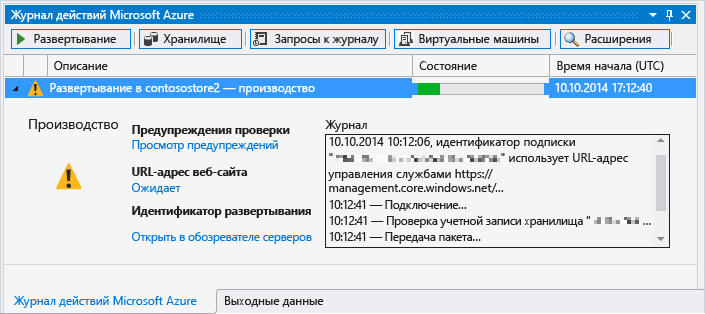 Журнал действий Microsoft Azure
Развертывание Хранилище Запросы к журналу Виртуальные машины Расширения
Описание Состояние Время начала (UTC)
Развертывание в contosostore2 — производство 10.10.2014 17:12:40
Производство
Предупреждения проверки
Просмотр предупреждений
URL-адрес веб-сайта
Ожидает
Идентификатор развертывания
Открыть в обозревателе серверов
Журнал
10.10.2014 10:12:06, идентификатор подписки
" " использует URL-адрес
управления службами https://
management.core.windows.net/...
10:12:41 — Подключение...
10:12:41 — Проверка учетной записи хранилища " ...
10:12:41 — Передача пакета...
Журнал действий Microsoft Azure Выходные данные